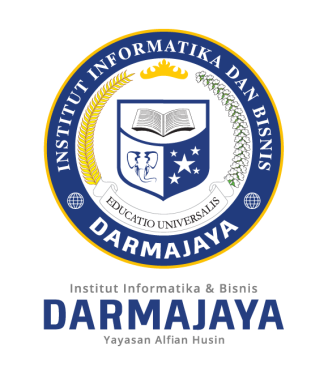 INSTITUT INFORMATIKA DAN BISNIS
EDUCATIO UNIVERSALIS
DARMAJAYA
Institut Informatika & Bisnis
DARMAJAYA
Yayasan Alfian Husin